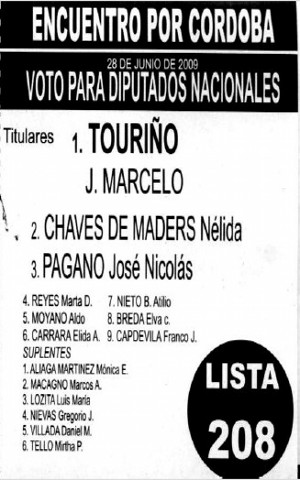 ENCUENTRO POR CORDOBA
28 DE JUNIO DE 2009
VOTO PARA DIPUTADOS NACIONALES
Titulares 1. TOURIÑO
J. MARCELO
2. CHAVES DE MADERS Nélida
3. PAGANO José Nicolás
4. REYES Marta D. 7. NIETO B. Atilio
5. MOYANO Aldo 8. BREDA Elva c.
6. CARRARA Elida A. 9. CAPDEVILA Franco J.
SUPLENTES
1. ALIAGA MARTINEZ Mónica E.
2. MACAGNO Marcos A.
3. LOZITA Luis María
4. NIEVAS Gregorio J.
5. VILLADA Daniel M.
6. TELLO Mirtha P.
LISTA
208